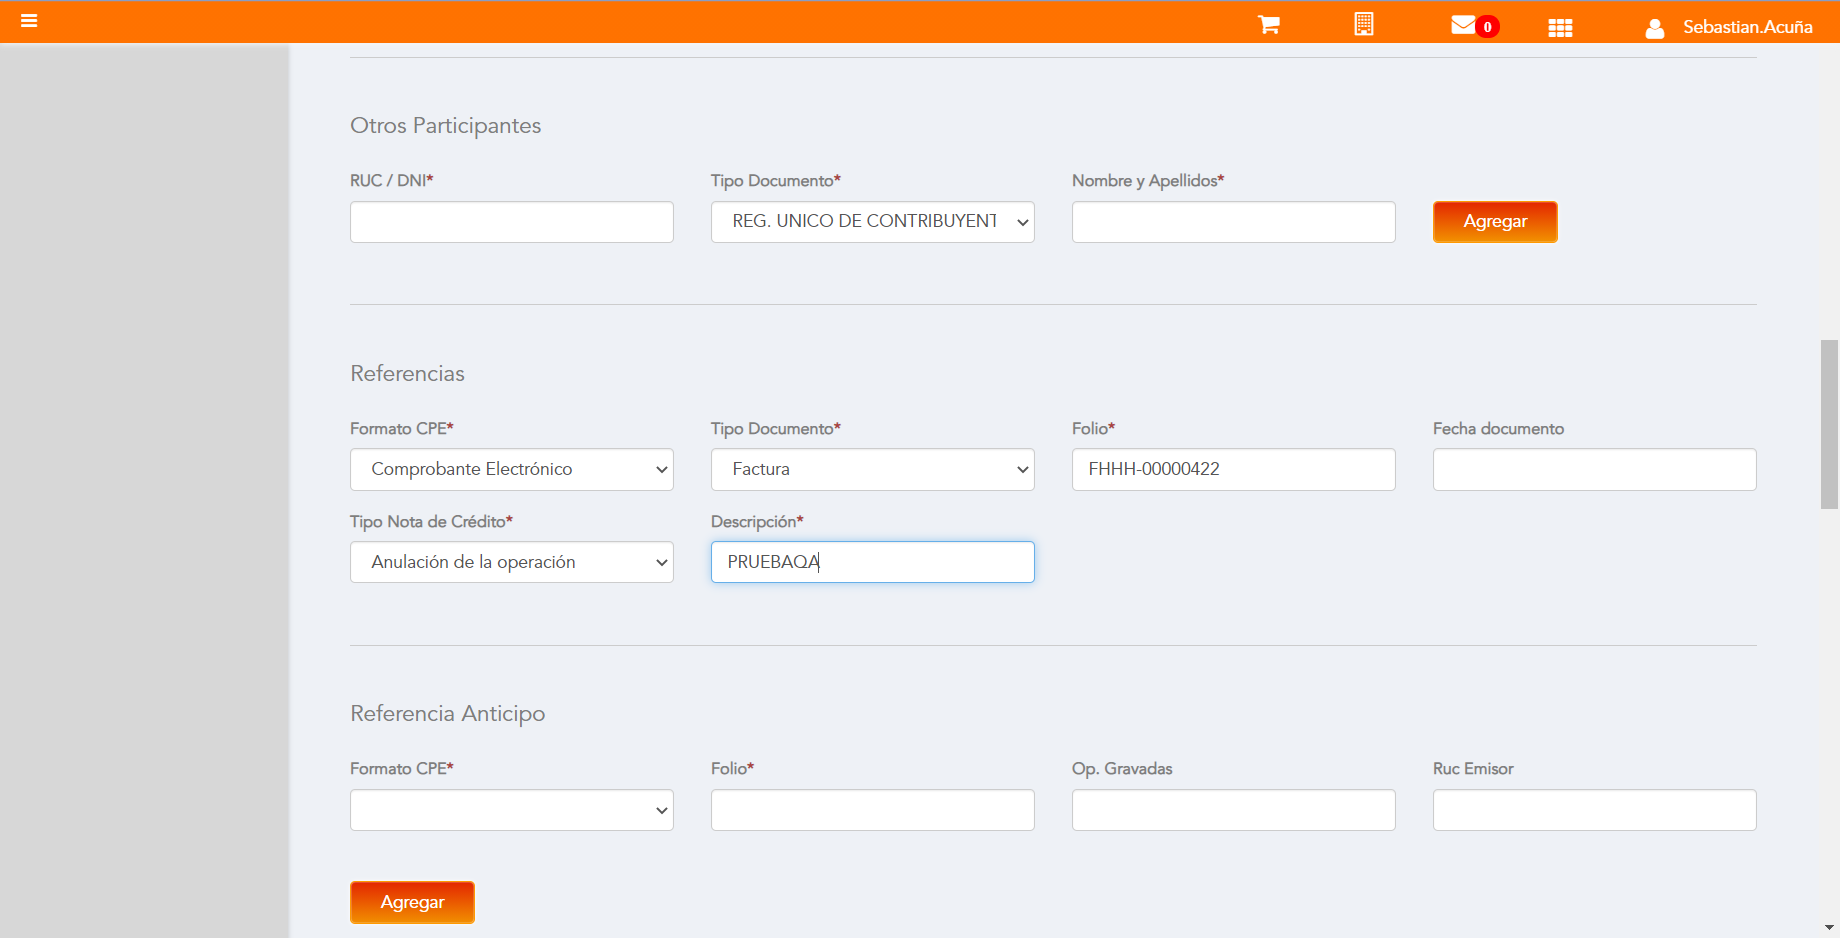 0
Sebastian.Acuña
Otros Participantes
RUC / DNI*
Tipo Documento*
Nombre y Apellidos*
REG. UNICO DE CONTRIBUYENT
Agregar
Referencias
Formato CPE*
Tipo Documento*
Folio*
Fecha documento
Comprobante Electrónico
Factura
FHHH-00000422
Tipo Nota de Crédito*
Descripción*
Anulación de la operación
PRUEBAQA
Referencia Anticipo
Formato CPE*
Folio*
Op. Gravadas
Ruc Emisor
Agregar